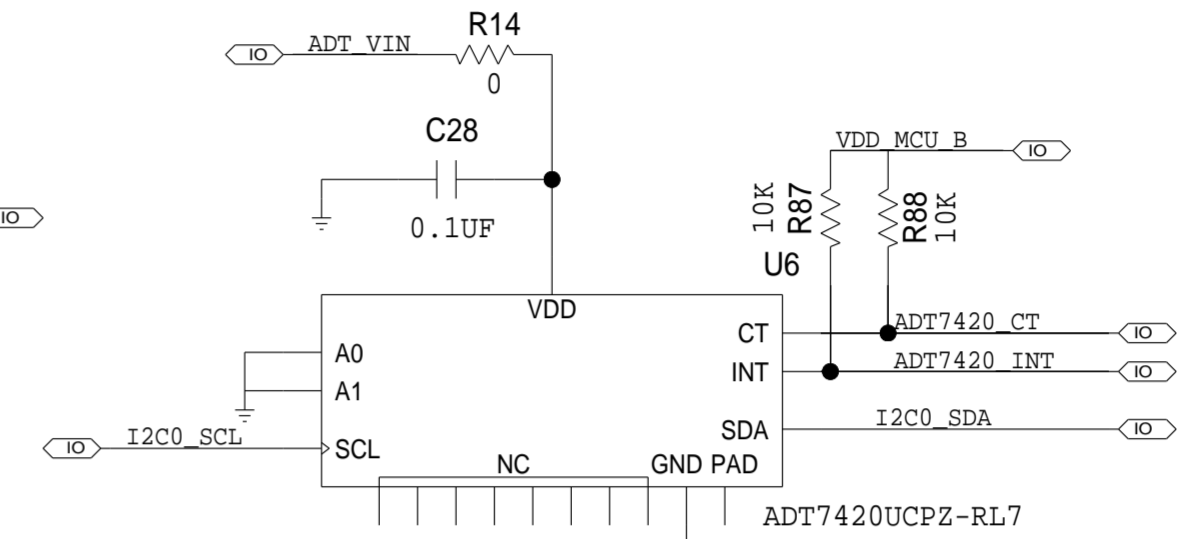 R14
IO
ADT_VIN
0
C28
0.1UF
VDD_MCU_B
IO
10K
R87
R88
10K
IO
U6
VDD
CT
ADT7420_CT
IO
A0
INT
ADT7420_INT
IO
A1
SDA
I2C0_SDA
IO
IO
I2C0_SCL
SCL
NC
GND PAD
ADT7420UCPZ-RL7